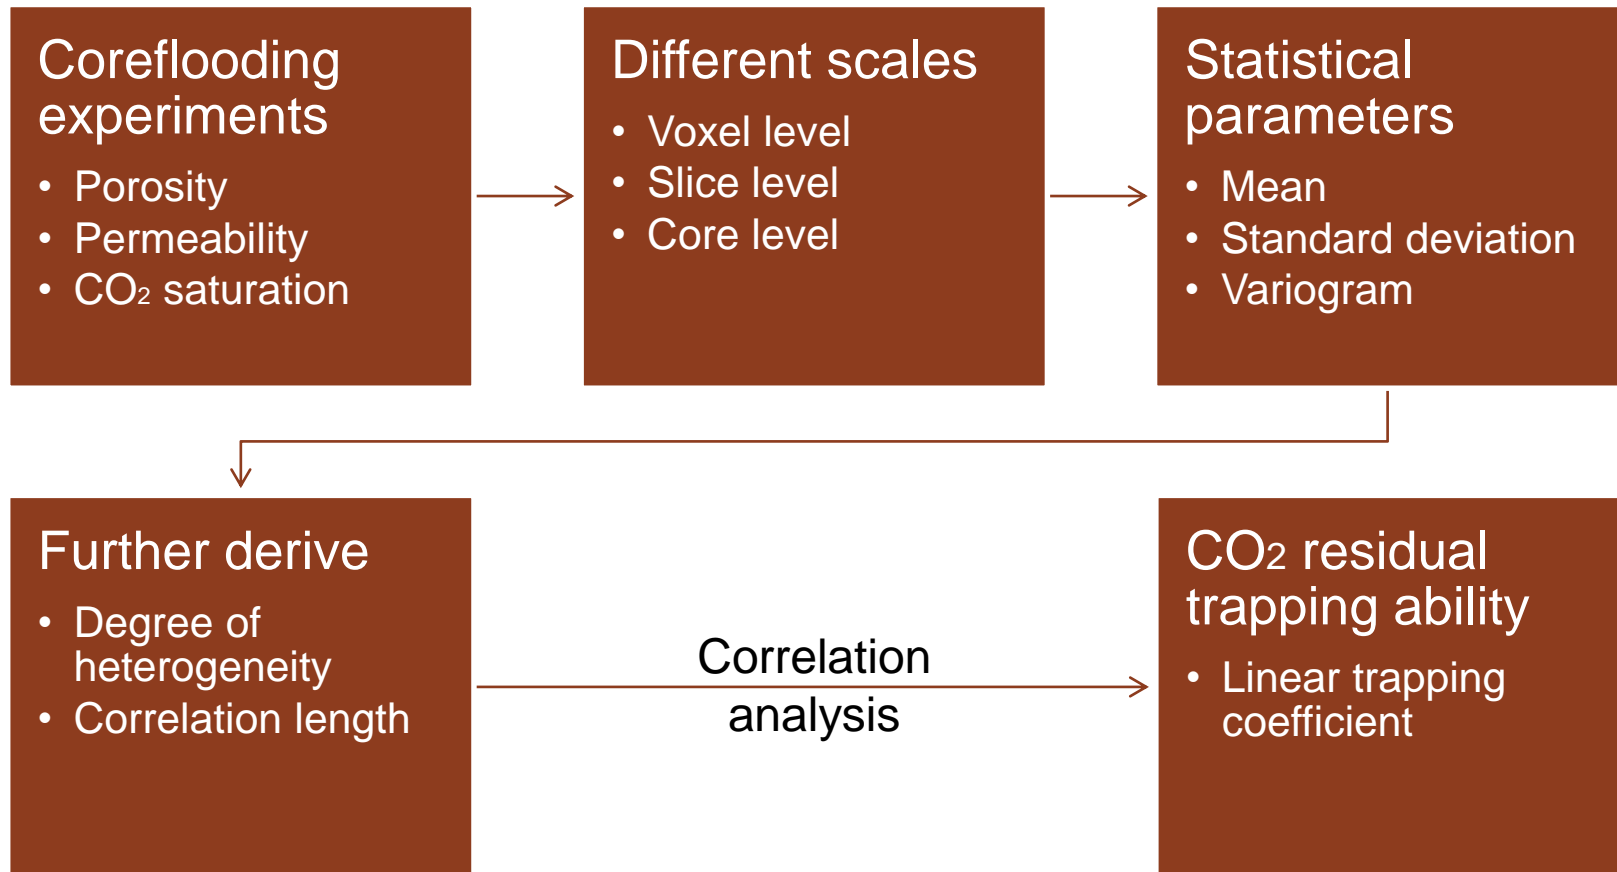 Coreflooding
experiments
• Porosity
• Permeability
• CO₂ saturation
Different scales
• Voxel level
• Slice level
• Core level
Statistical
parameters
• Mean
• Standard deviation
• Variogram
Further derive
• Degree of
heterogeneity
• Correlation length
Correlation
analysis
CO₂ residual
trapping ability
• Linear trapping
coefficient